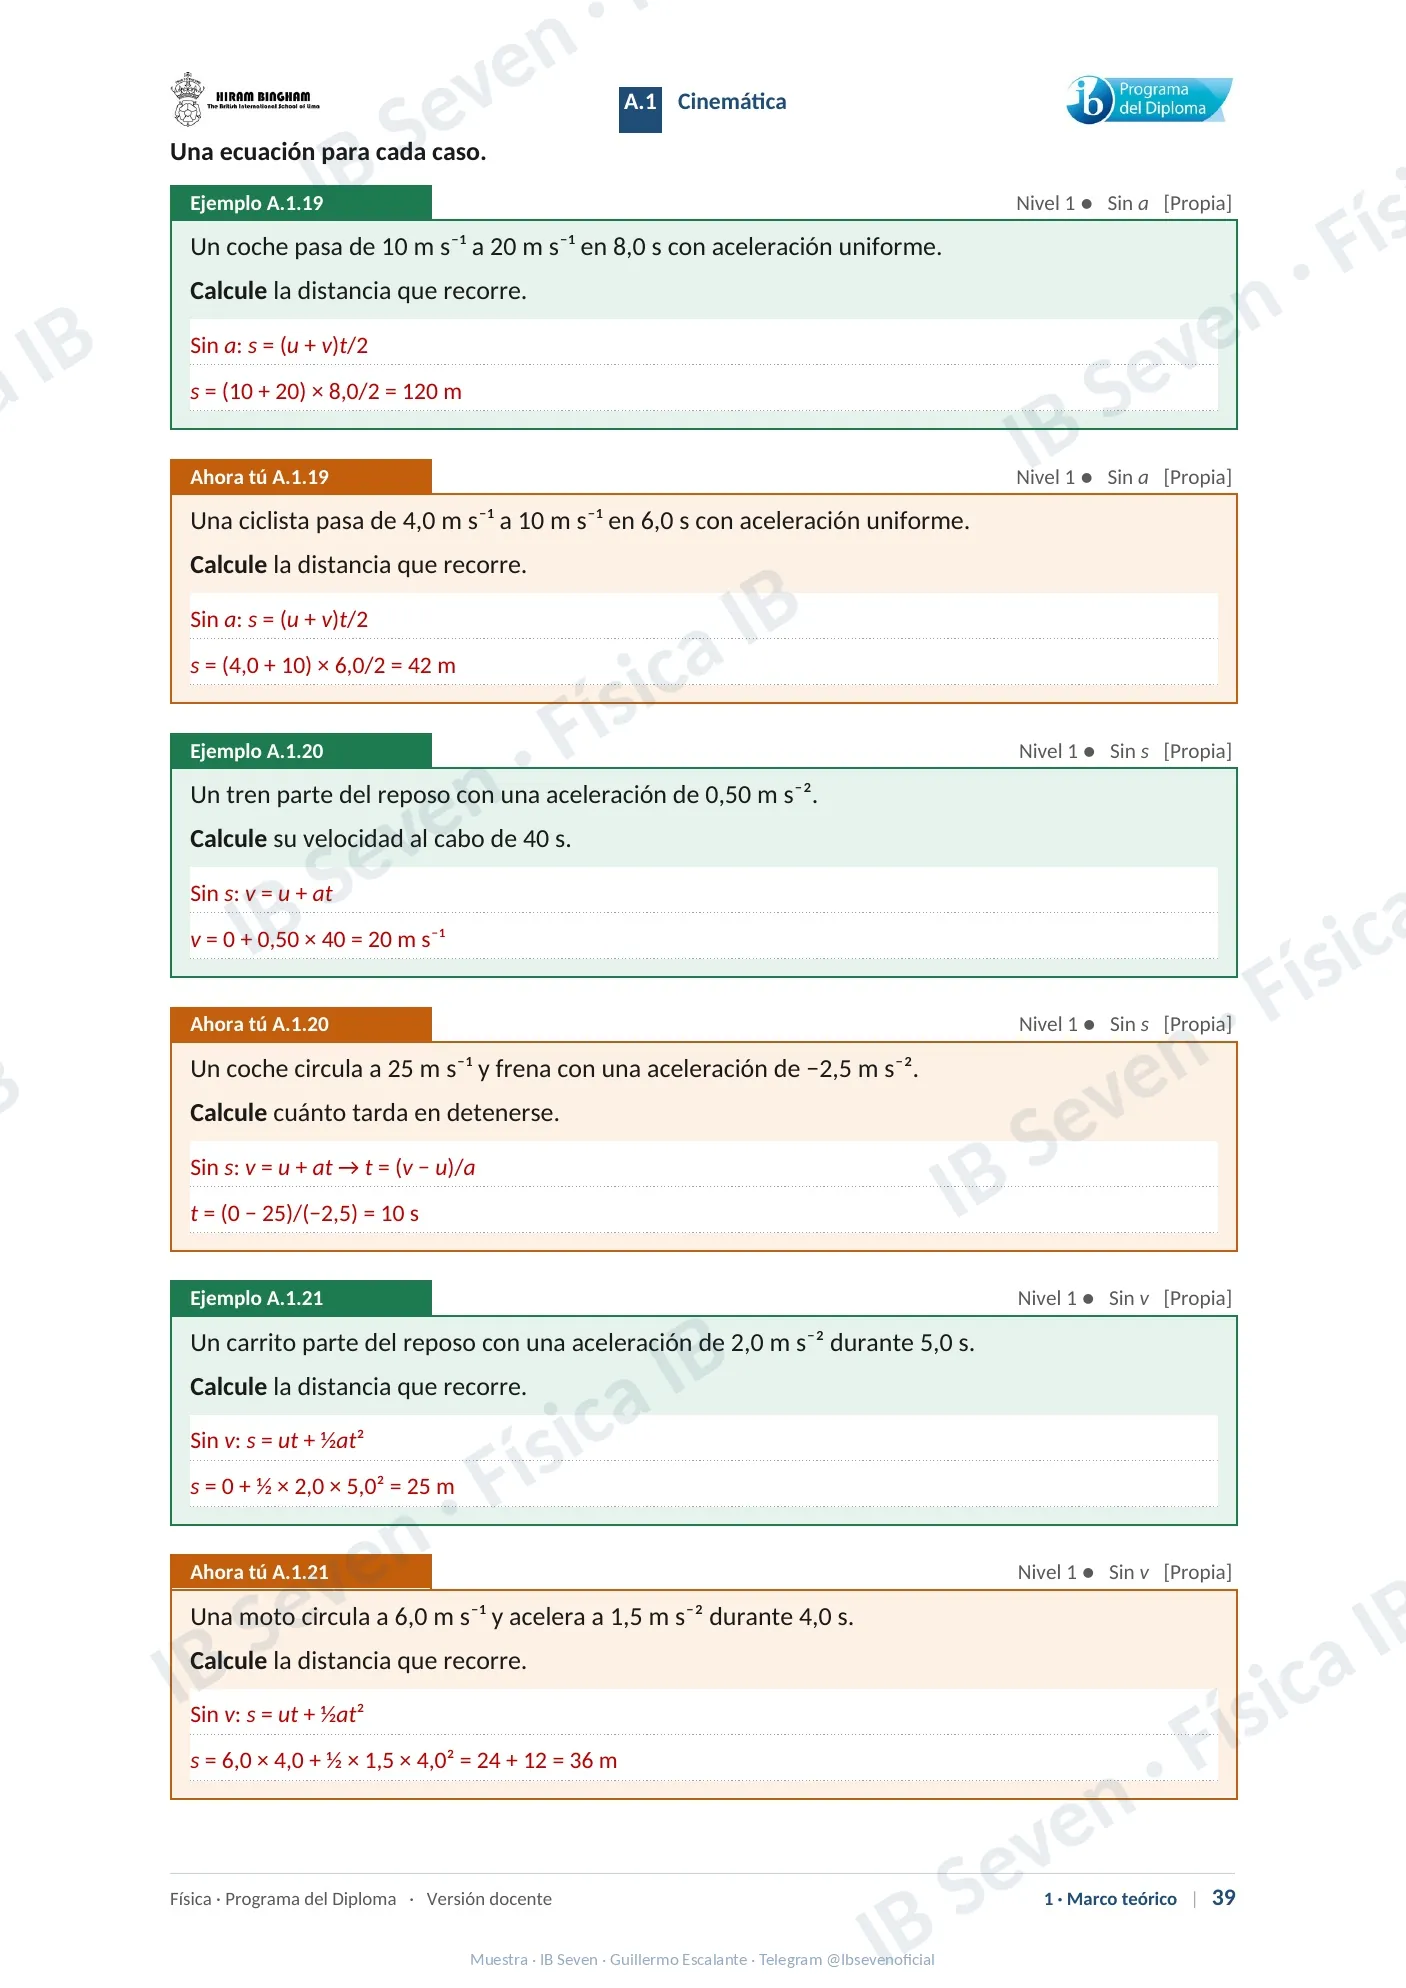 HIRAM BINGHAM
The British International School of Lima
A.1 Cinemática
Programa
del Diploma
Una ecuación para cada caso.
Ejemplo A.1.19 Nivel 1 ● Sin a [Propia]
Un coche pasa de 10 m s⁻¹ a 20 m s⁻¹ en 8,0 s con aceleración uniforme.
Calcule la distancia que recorre.
Sin a: s = (u + v)t/2
s = (10 + 20) × 8,0/2 = 120 m
Ahora tú A.1.19 Nivel 1 ● Sin a [Propia]
Una ciclista pasa de 4,0 m s⁻¹ a 10 m s⁻¹ en 6,0 s con aceleración uniforme.
Calcule la distancia que recorre.
Sin a: s = (u + v)t/2
s = (4,0 + 10) × 6,0/2 = 42 m
Ejemplo A.1.20 Nivel 1 ● Sin s [Propia]
Un tren parte del reposo con una aceleración de 0,50 m s⁻².
Calcule su velocidad al cabo de 40 s.
Sin s: v = u + at
v = 0 + 0,50 × 40 = 20 m s⁻¹
Ahora tú A.1.20 Nivel 1 ● Sin s [Propia]
Un coche circula a 25 m s⁻¹ y frena con una aceleración de −2,5 m s⁻².
Calcule cuánto tarda en detenerse.
Sin s: v = u + at → t = (v − u)/a
t = (0 − 25)/(−2,5) = 10 s
Ejemplo A.1.21 Nivel 1 ● Sin v [Propia]
Un carrito parte del reposo con una aceleración de 2,0 m s⁻² durante 5,0 s.
Calcule la distancia que recorre.
Sin v: s = ut + ½at²
s = 0 + ½ × 2,0 × 5,0² = 25 m
Ahora tú A.1.21 Nivel 1 ● Sin v [Propia]
Una moto circula a 6,0 m s⁻¹ y acelera a 1,5 m s⁻² durante 4,0 s.
Calcule la distancia que recorre.
Sin v: s = ut + ½at²
s = 6,0 × 4,0 + ½ × 1,5 × 4,0² = 24 + 12 = 36 m
Física · Programa del Diploma · Versión docente 1 · Marco teórico | 39
Muestra · IB Seven · Guillermo Escalante · Telegram @Ibsevenoficial
IB Seven · Física IB